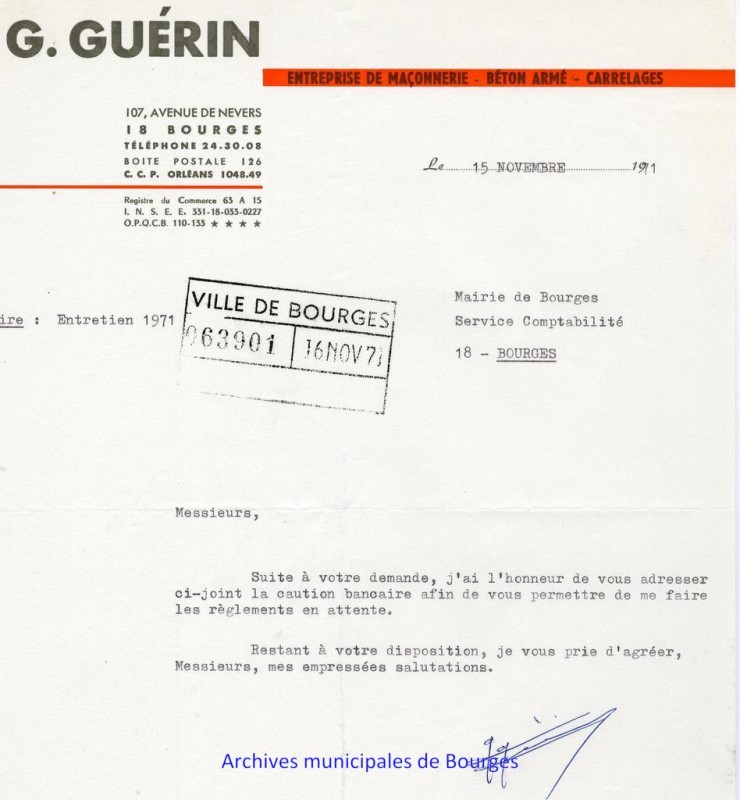 G. GUÉRIN
ENTREPRISE DE MAÇONNERIE - BÉTON ARMÉ - CARRELAGES
107, AVENUE DE NEVERS
18 BOURGES
TÉLÉPHONE 24.30.08
BOITE POSTALE 126
C. C. P. ORLÉANS 1048.49
Le 15 NOVEMBRE 1971
Registre du Commerce 63 A 15
I. N. S. E. E. 331-18-033-0227
O.P.Q.C.B. 110-133 ★ ★ ★ ★
ire : Entretien 1971
VILLE DE BOURGES
063901 16 NOV 71
Mairie de Bourges
Service Comptabilité
18 - BOURGES
Messieurs,
Suite à votre demande, j'ai l'honneur de vous adresser
ci-joint la caution bancaire afin de vous permettre de me faire
les règlements en attente.
Restant à votre disposition, je vous prie d'agréer,
Messieurs, mes empressées salutations.
Archives municipales de Bourges